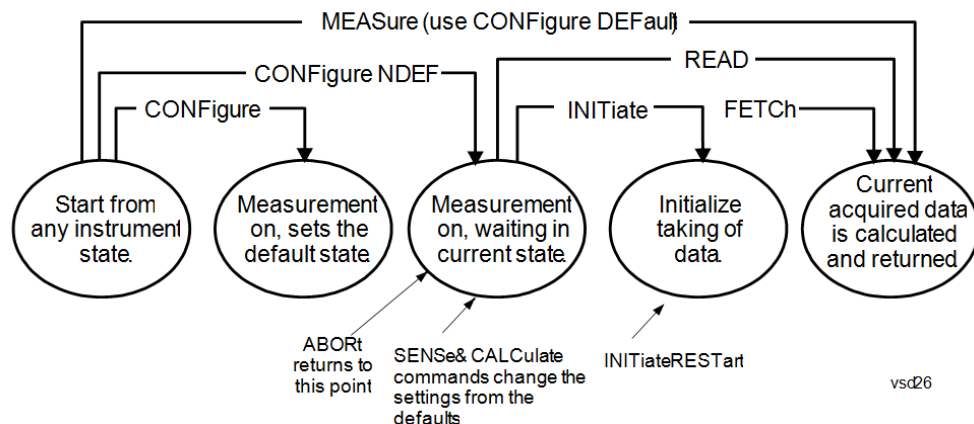 MEASure (use CONFigure DEFault)
CONFigure NDEF
READ
CONFigure
INITiate
FETCh
Start from
any instrument
state.
Measurement
on, sets the
default state.
Measurement
on, waiting in
current state.
Initialize
taking of
data.
Current
acquired data
is calculated
and returned.
ABORt
returns to
this point
SENSe& CALCulate
commands change the
settings from the
defaults
INITiateRESTart
vsd26